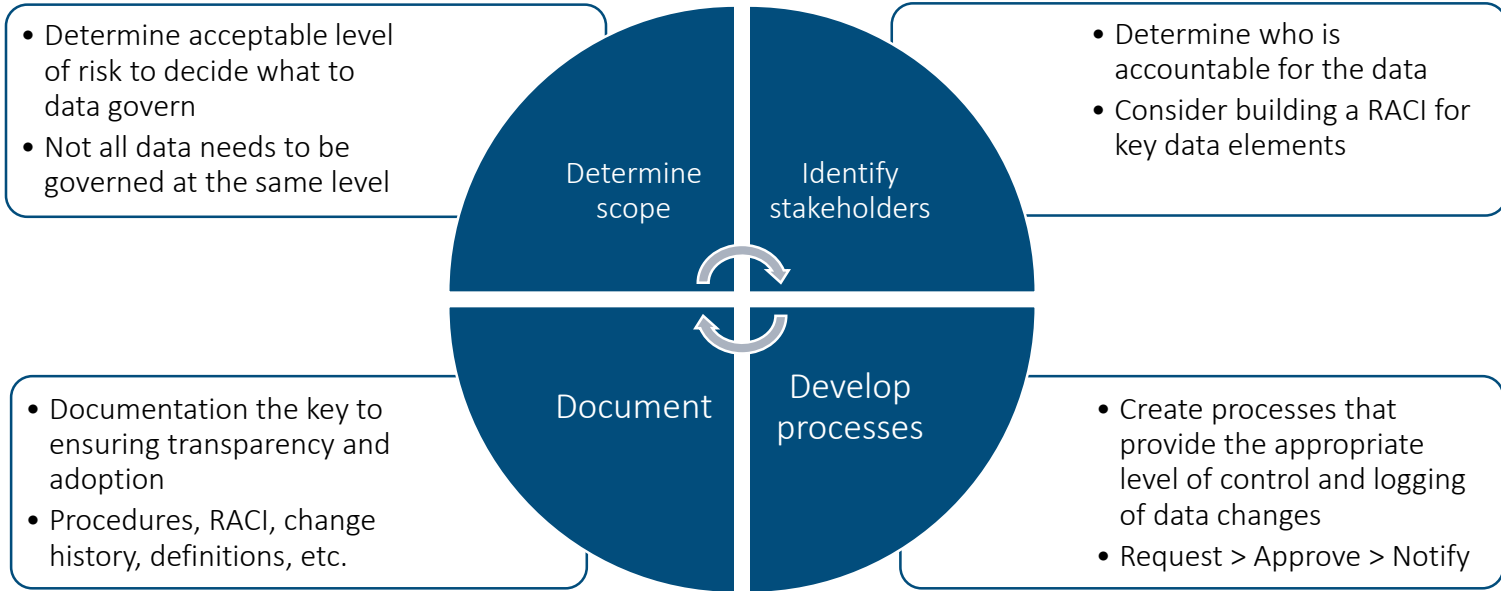 • Determine acceptable level
of risk to decide what to
data govern
• Not all data needs to be
governed at the same level
Determine
scope
Identify
stakeholders
• Determine who is
accountable for the data
• Consider building a RACI for
key data elements
• Documentation the key to
ensuring transparency and
adoption
• Procedures, RACI, change
history, definitions, etc.
Document
Develop
processes
• Create processes that
provide the appropriate
level of control and logging
of data changes
• Request > Approve > Notify